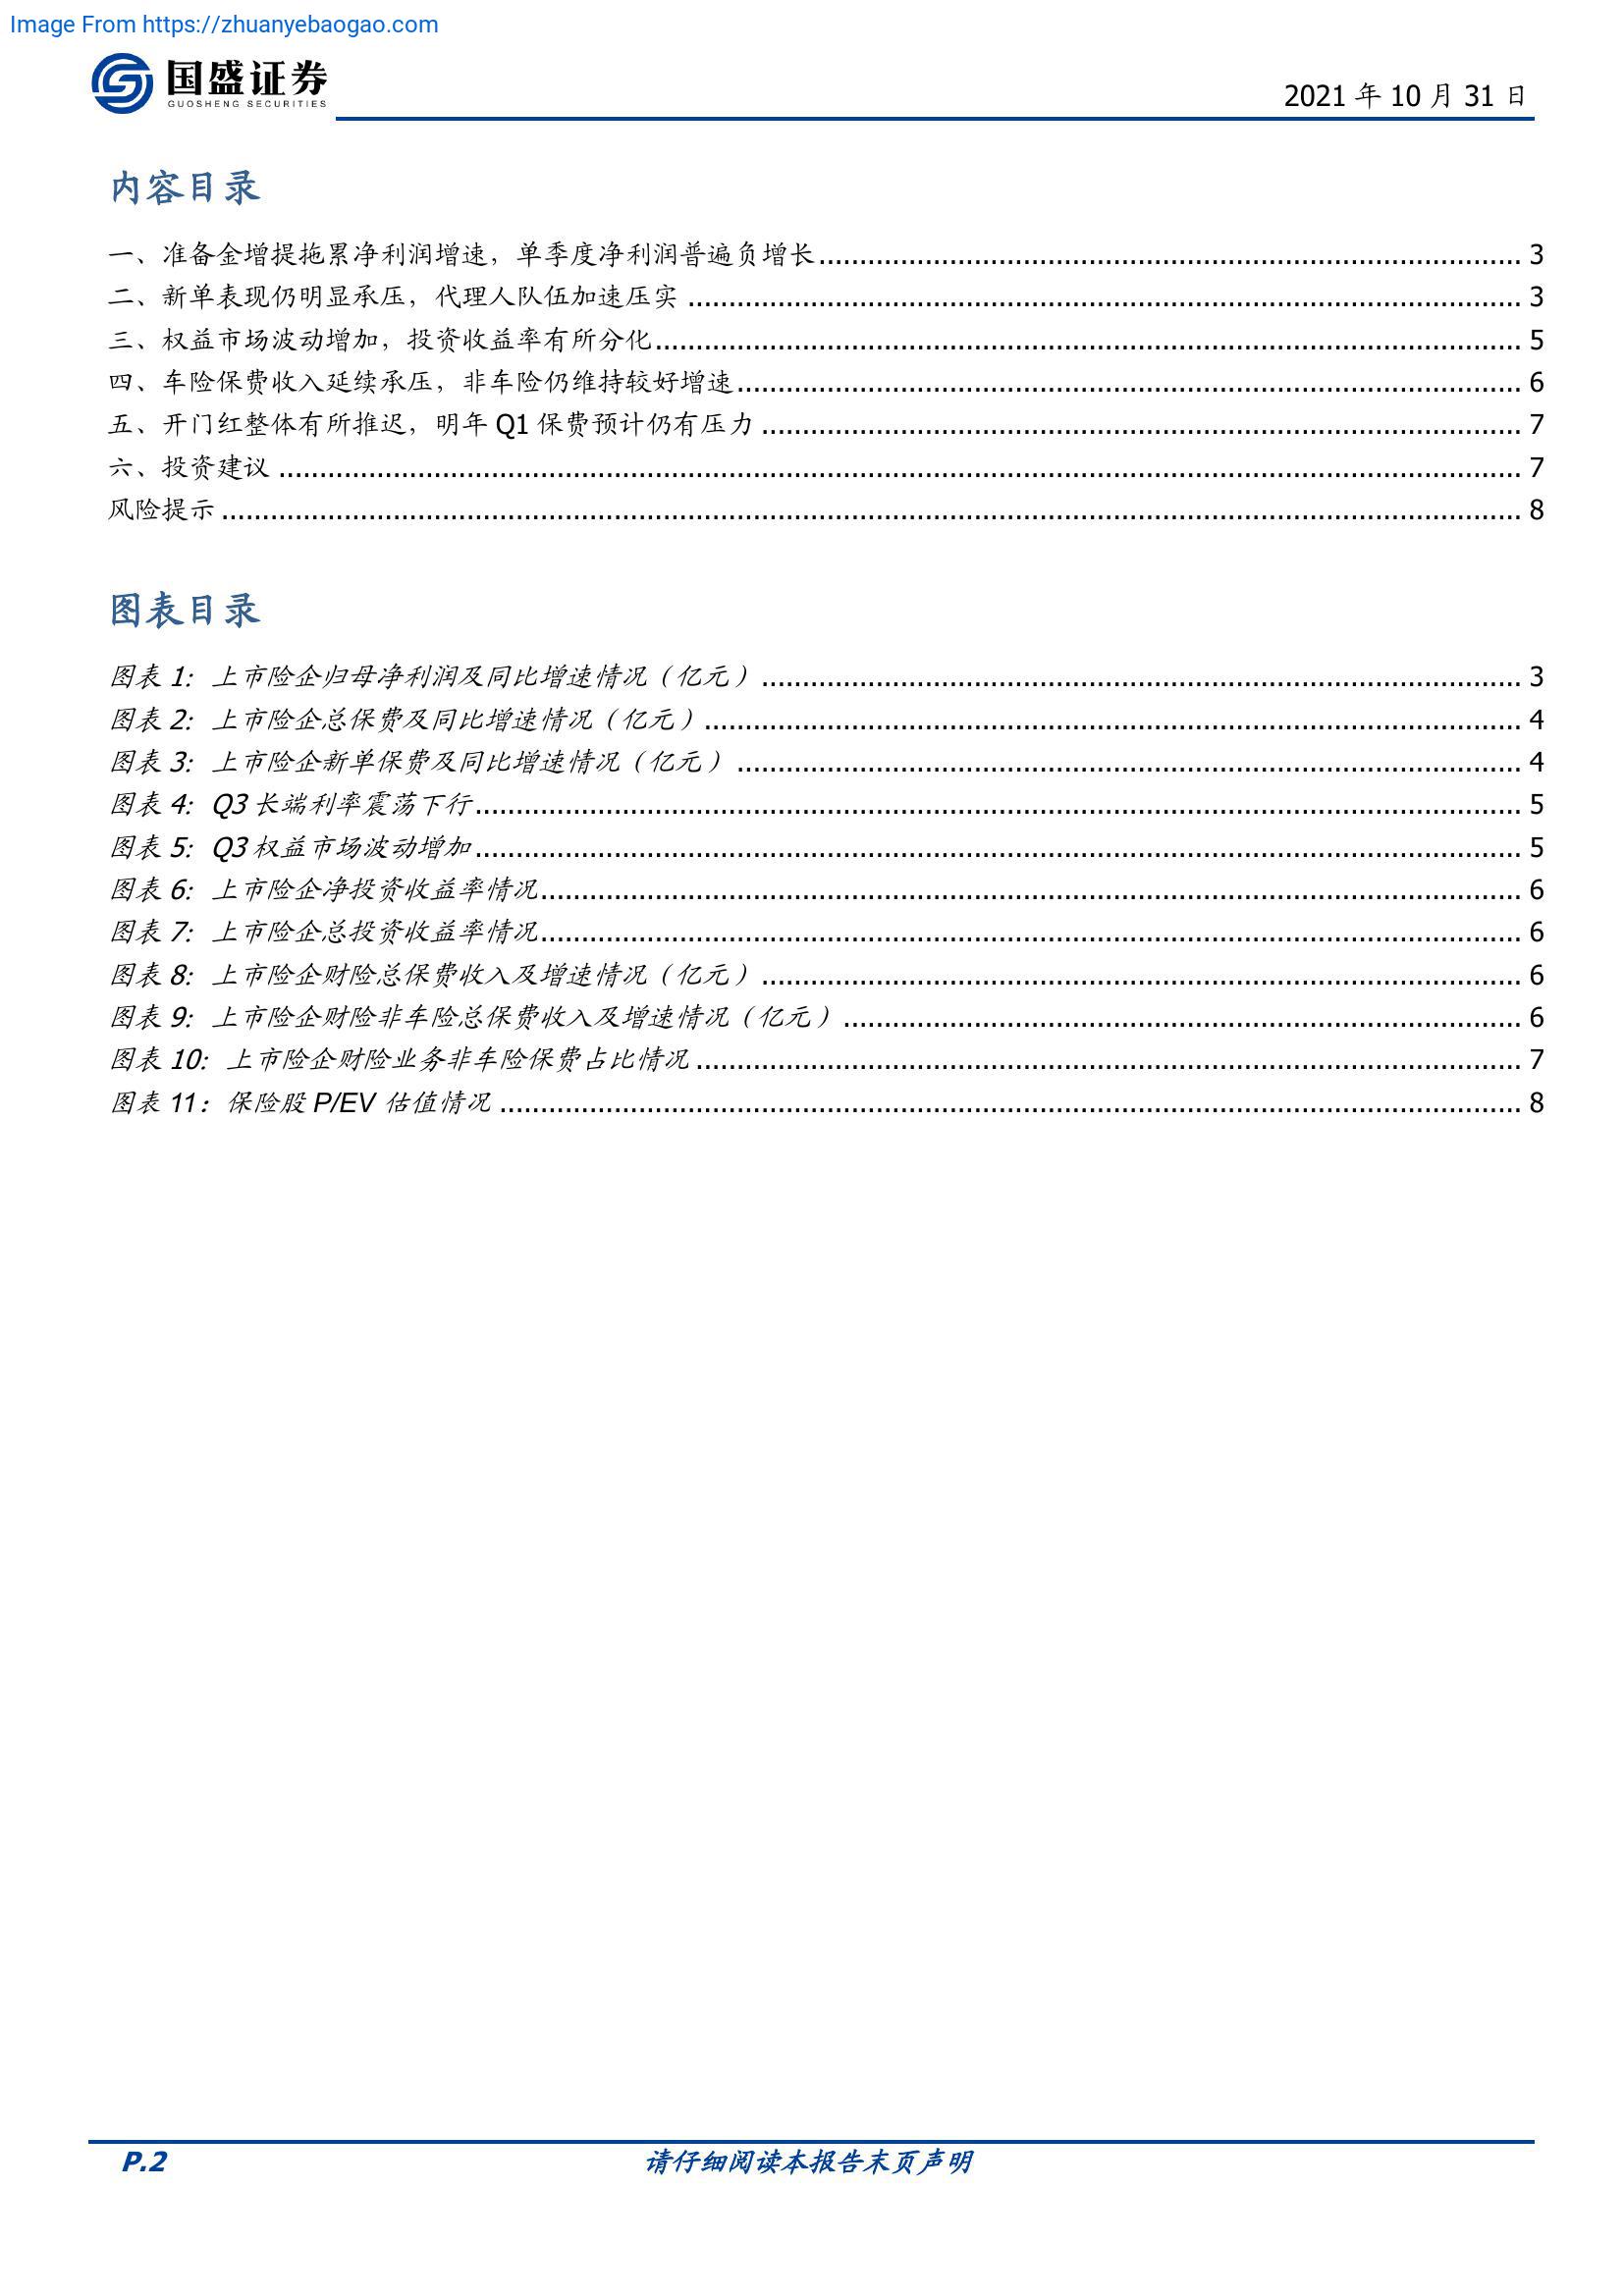 Image From https://zhuanyebaogao.com
国盛证券
GUOSHENG SECURITIES
2021 年 10 月 31 日
内容目录
一、准备金增提拖累净利润增速，单季度净利润普遍负增长 3
二、新单表现仍明显承压，代理人队伍加速压实 3
三、权益市场波动增加，投资收益率有所分化 5
四、车险保费收入延续承压，非车险仍维持较好增速 6
五、开门红整体有所推迟，明年 Q1 保费预计仍有压力 7
六、投资建议 7
风险提示 8
图表目录
图表 1： 上市险企归母净利润及同比增速情况（亿元） 3
图表 2： 上市险企总保费及同比增速情况（亿元） 4
图表 3： 上市险企新单保费及同比增速情况（亿元） 4
图表 4： Q3 长端利率震荡下行 5
图表 5： Q3 权益市场波动增加 5
图表 6： 上市险企净投资收益率情况 6
图表 7： 上市险企总投资收益率情况 6
图表 8： 上市险企财险总保费收入及增速情况（亿元） 6
图表 9： 上市险企财险非车险总保费收入及增速情况（亿元） 6
图表 10： 上市险企财险业务非车险保费占比情况 7
图表 11：保险股 P/EV 估值情况 8
P.2
请仔细阅读本报告末页声明